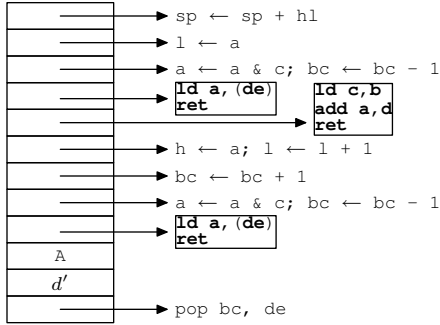 sp ← sp + hl
l ← a
a ← a & c; bc ← bc - 1
ld a,(de)
ret
ld c,b
add a,d
ret
h ← a; l ← l + 1
bc ← bc + 1
a ← a & c; bc ← bc - 1
ld a,(de)
ret
A
d′
pop bc, de